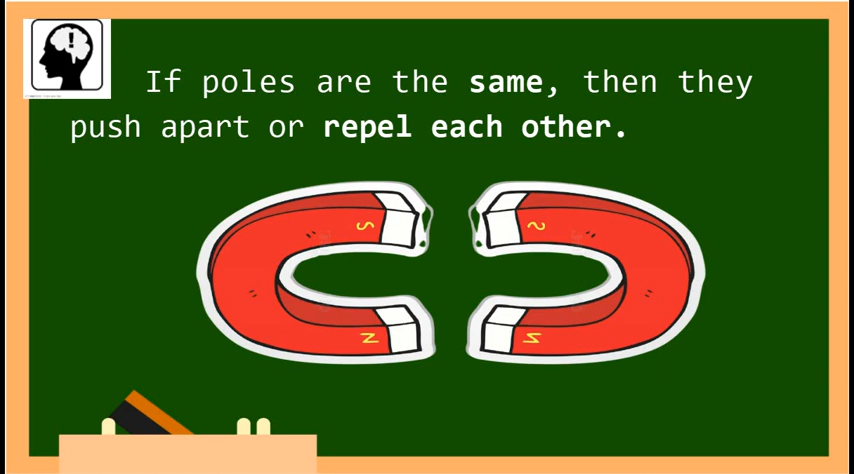 If poles are the same, then they
push apart or repel each other.
S
N
N